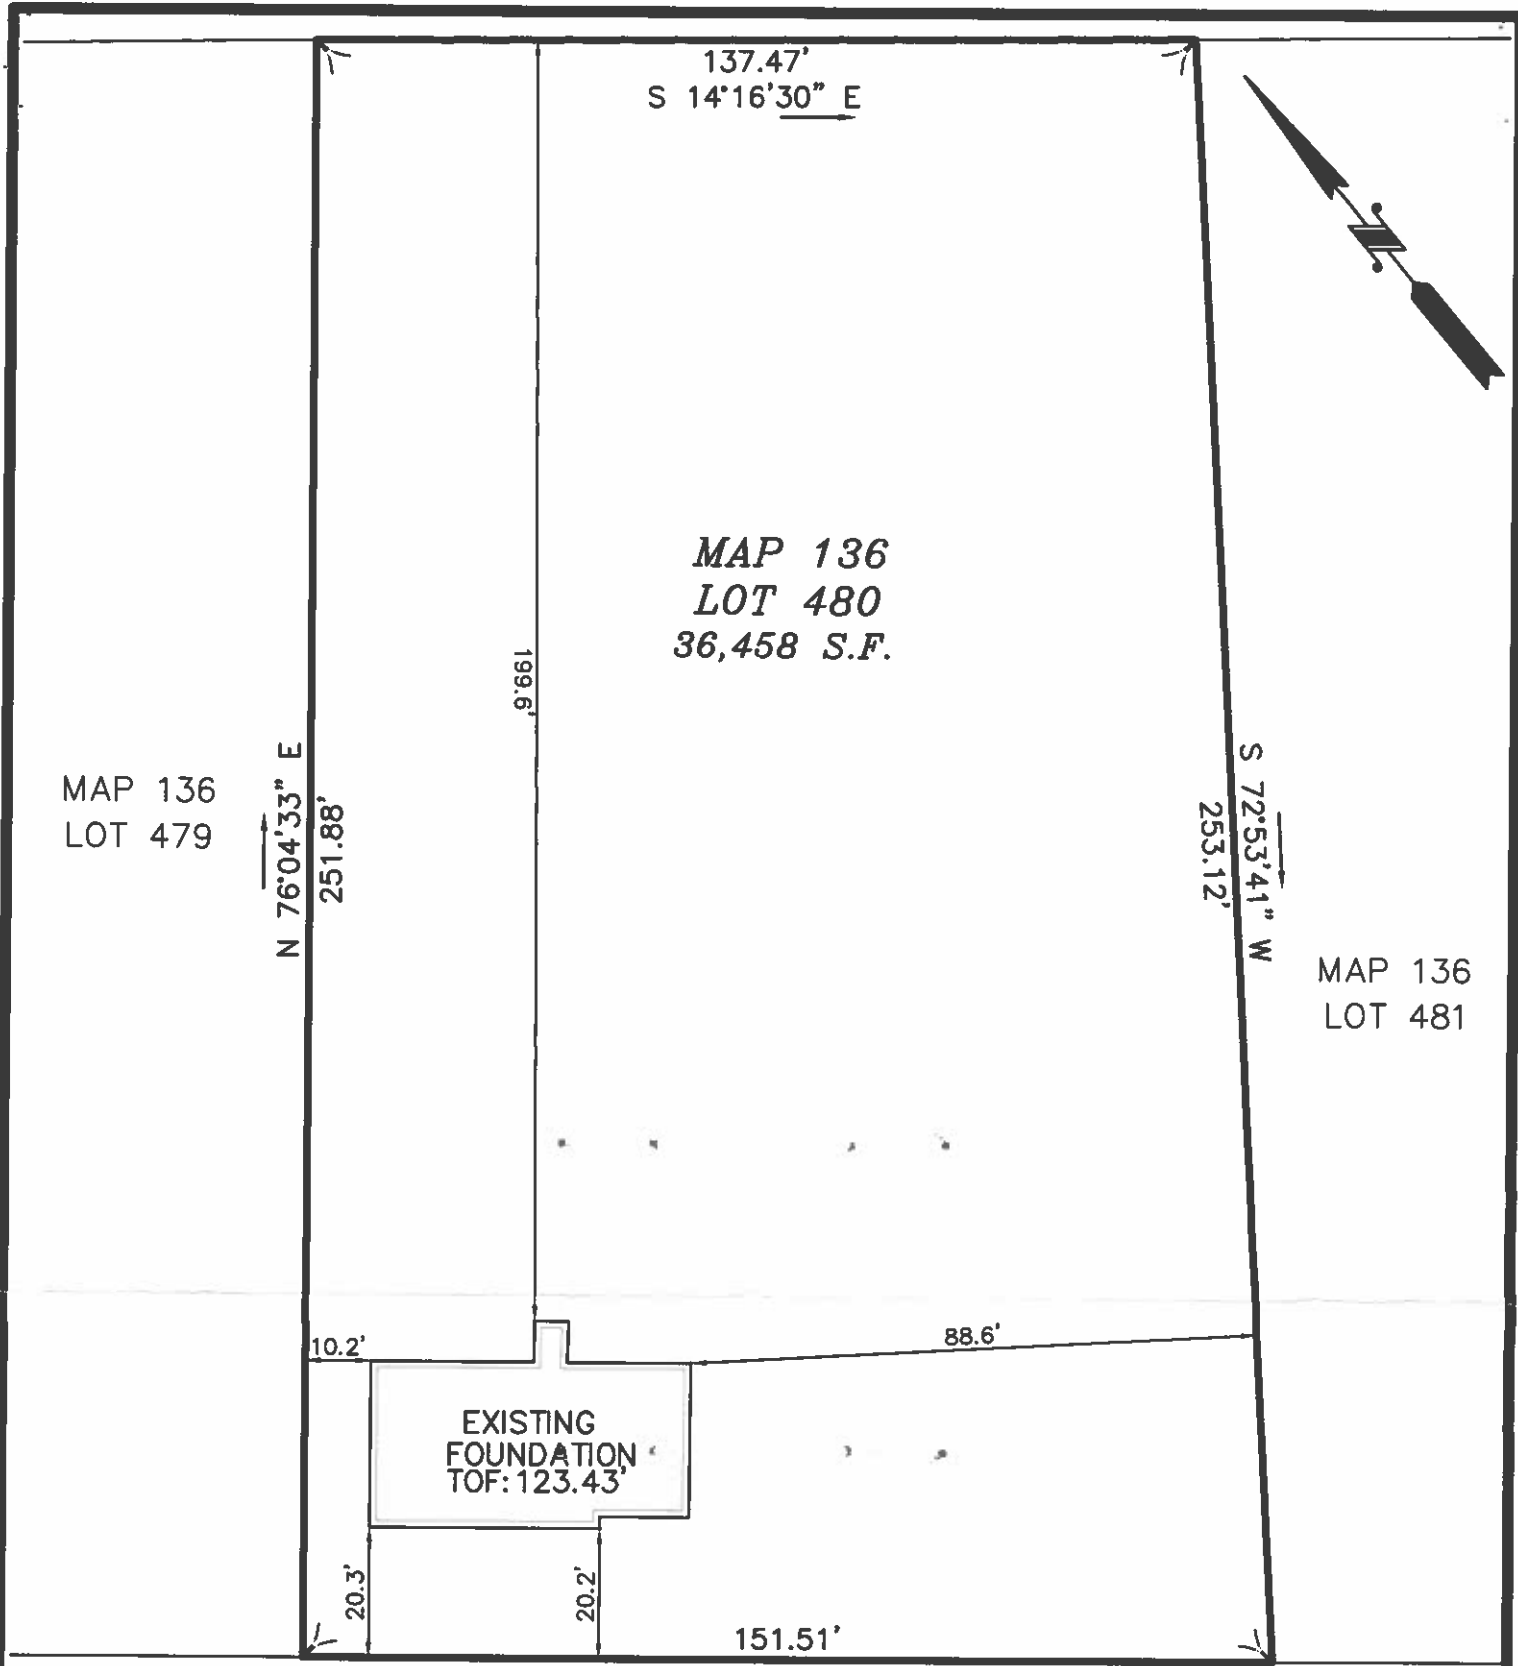 137.47'
S 14°16'30" E
MAP 136
LOT 480
36,458 S.F.
199.6'
MAP 136
LOT 479
N 76°04'33" E
251.88'
S 72°53'41" W
253.12'
MAP 136
LOT 481
10.2'
88.6'
EXISTING
FOUNDATION
TOF: 123.43'
20.3'
20.2'
151.51'